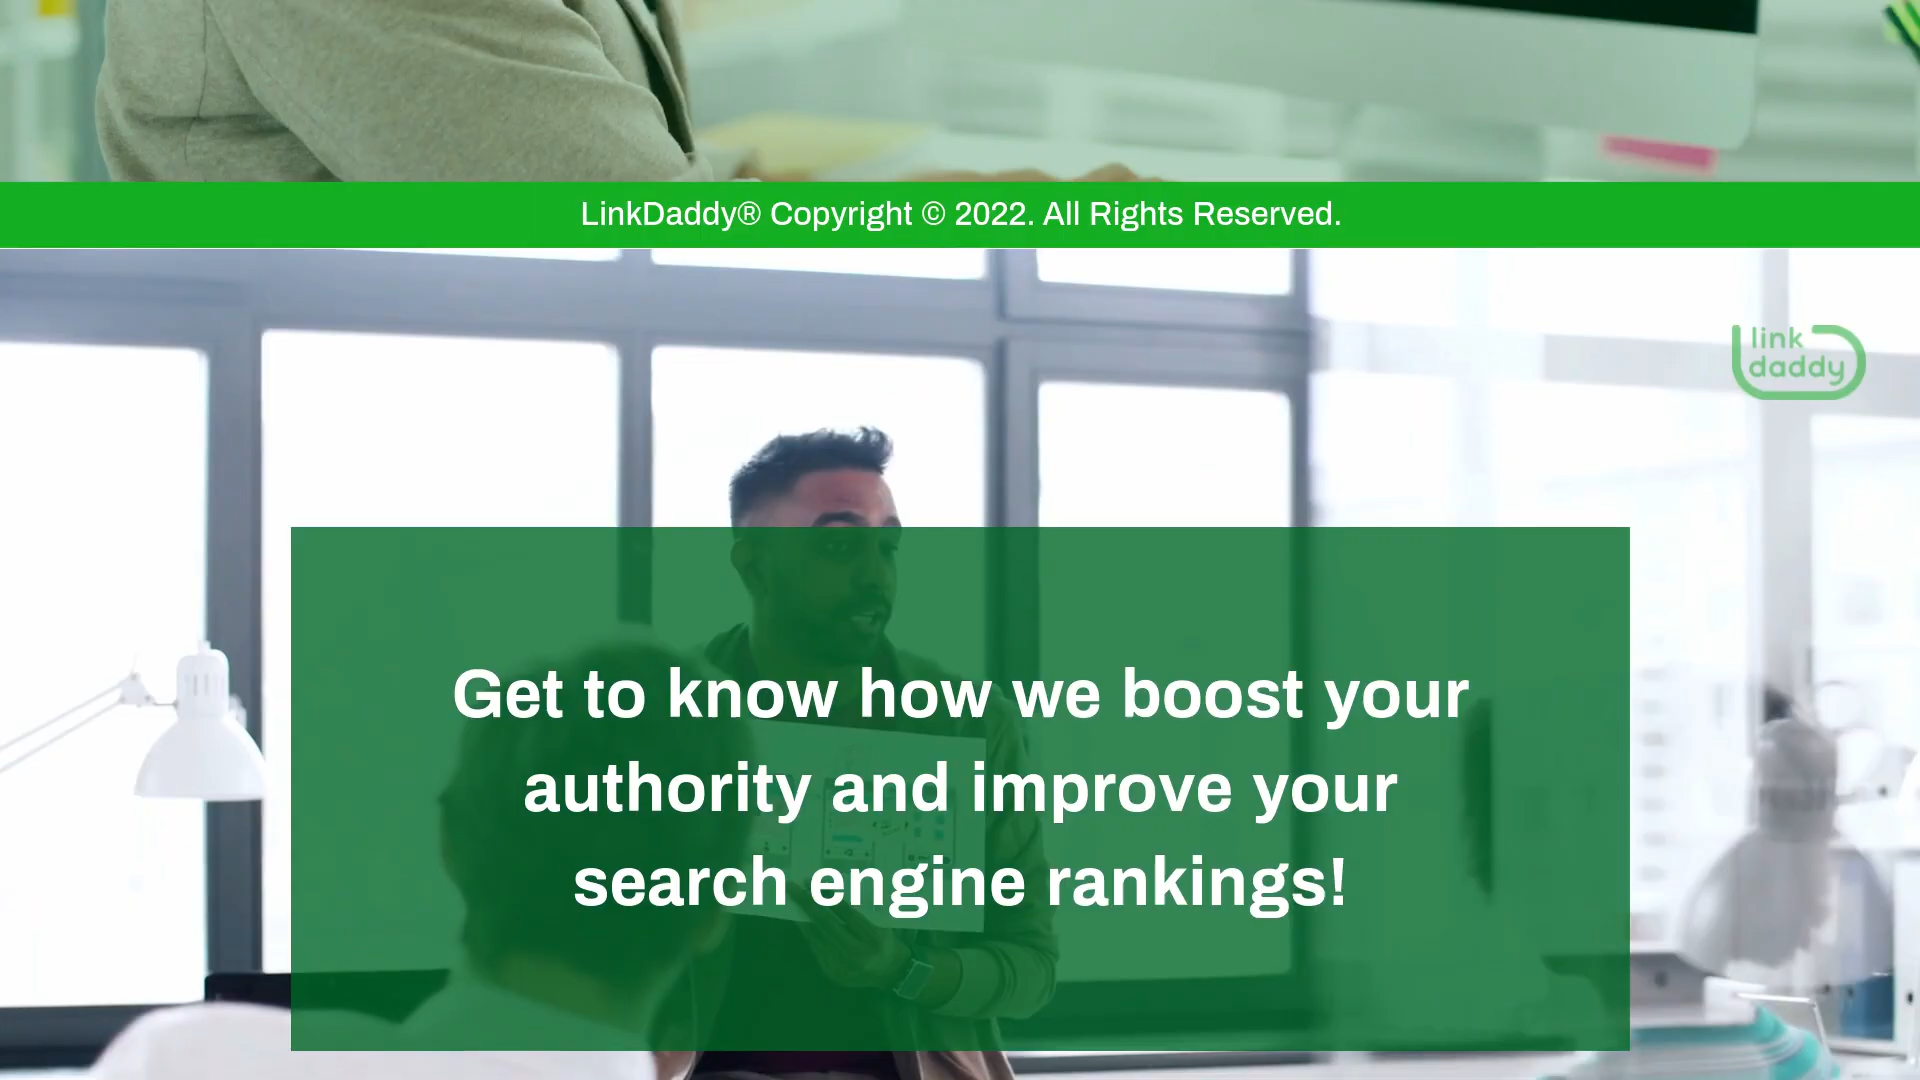 LinkDaddy® Copyright © 2022. All Rights Reserved.
link
daddy
Get to know how we boost your
authority and improve your
search engine rankings!